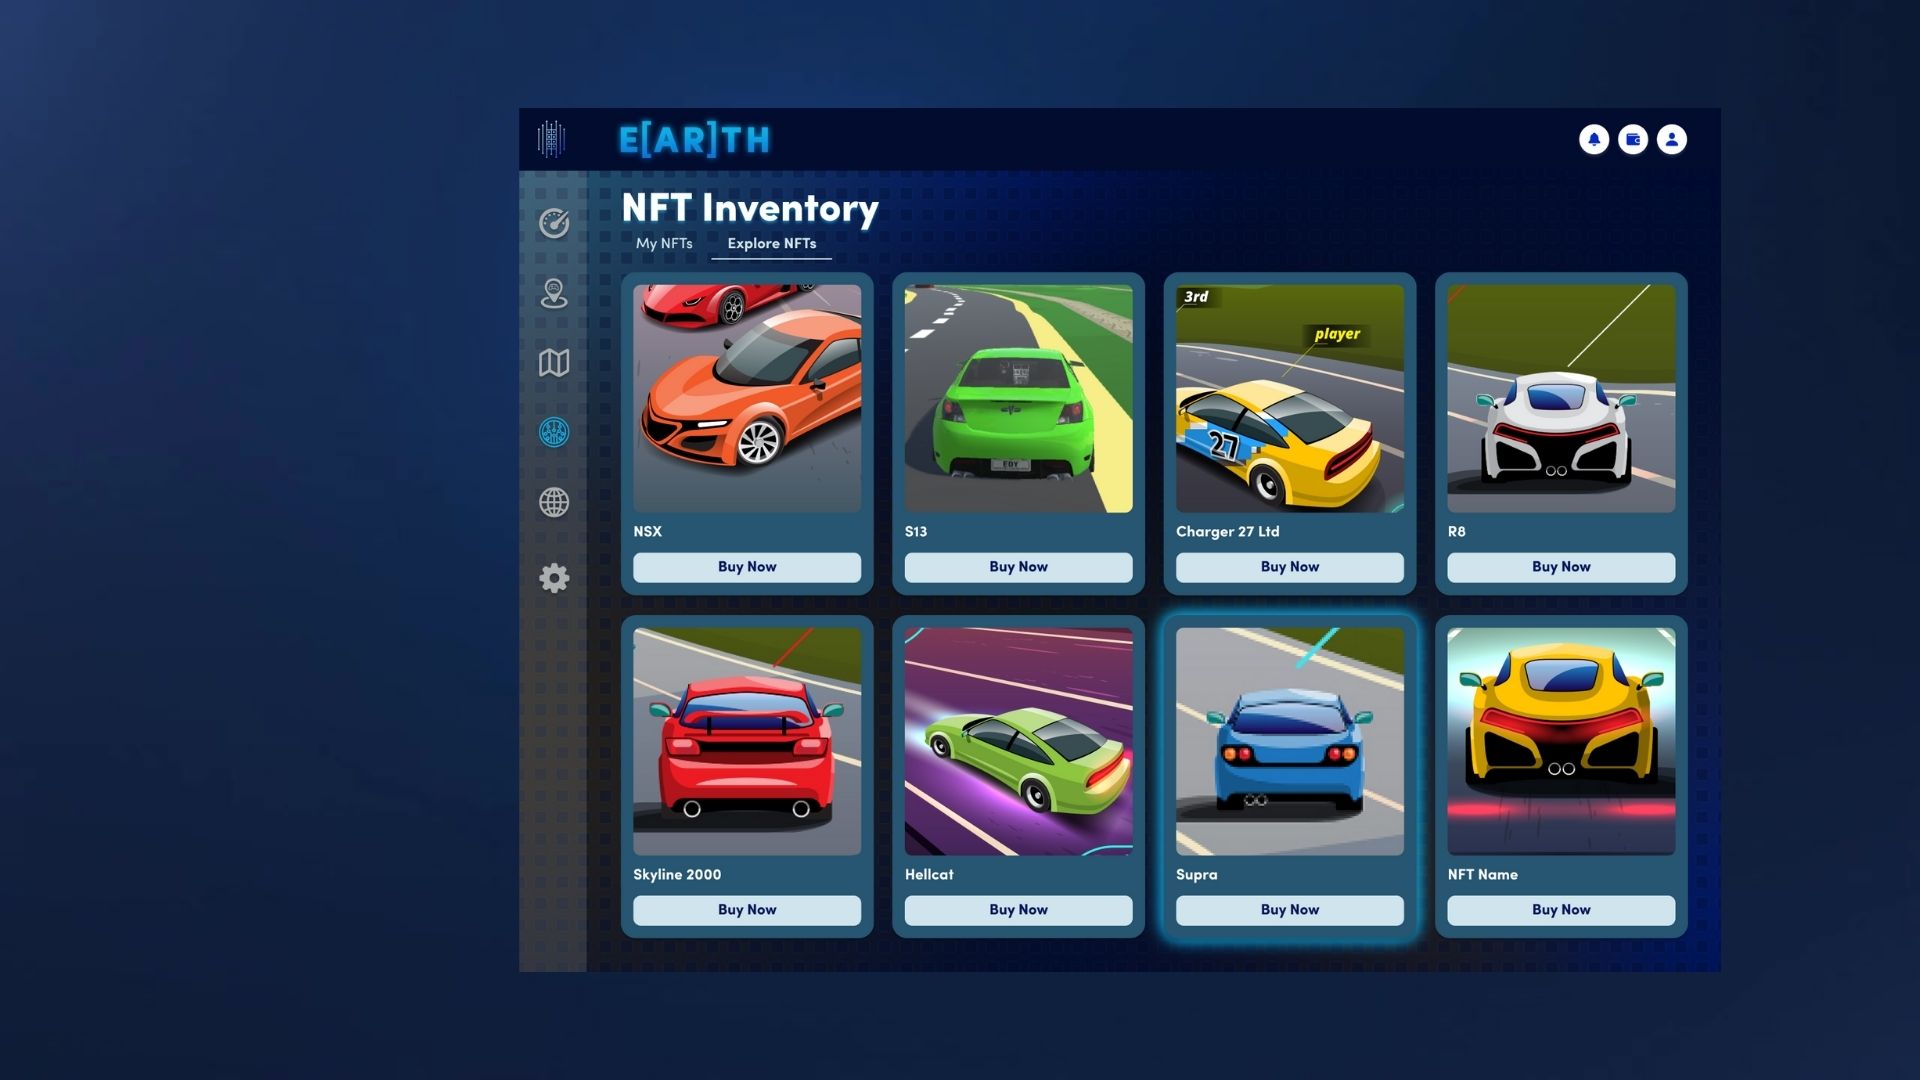 E[AR]TH
NFT Inventory
My NFTs Explore NFTs
3rd
player
27
EDY
NSX S13 Charger 27 Ltd R8
Buy Now Buy Now Buy Now Buy Now
Skyline 2000 Hellcat Supra NFT Name
Buy Now Buy Now Buy Now Buy Now